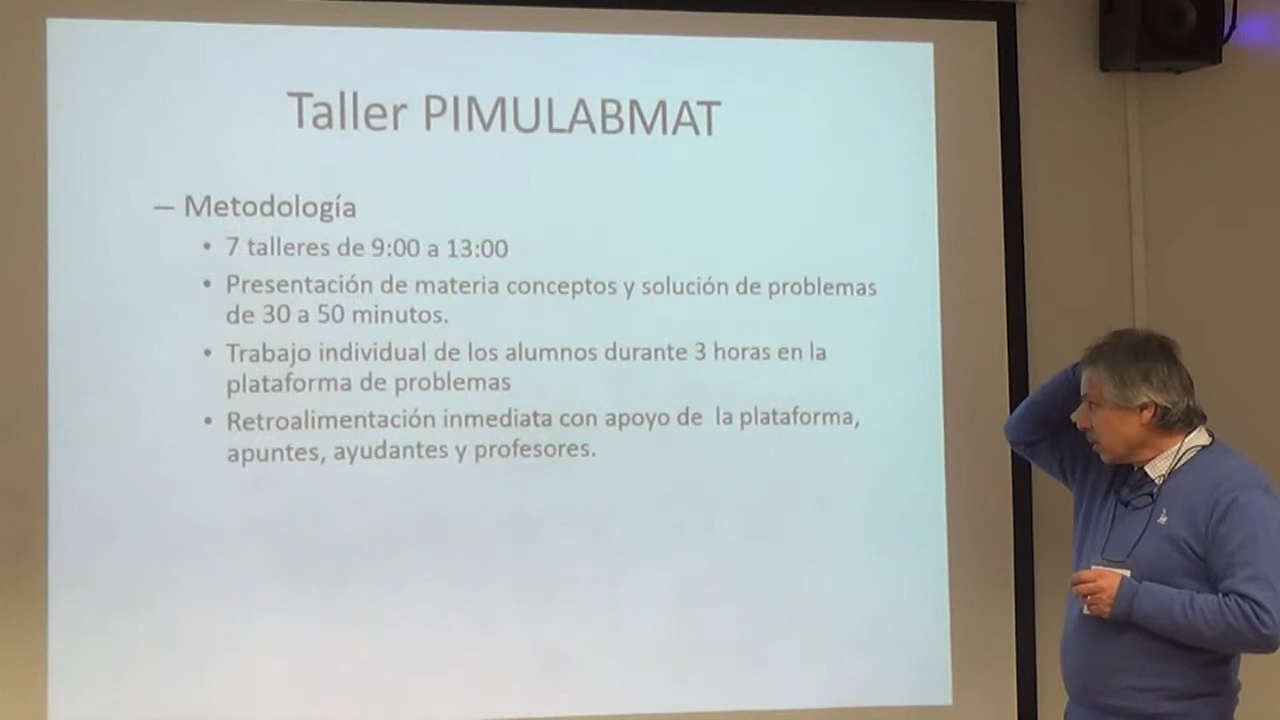 Taller PIMULABMAT
– Metodología
• 7 talleres de 9:00 a 13:00
• Presentación de materia conceptos y solución de problemas
de 30 a 50 minutos.
• Trabajo individual de los alumnos durante 3 horas en la
plataforma de problemas
• Retroalimentación inmediata con apoyo de la plataforma,
apuntes, ayudantes y profesores.